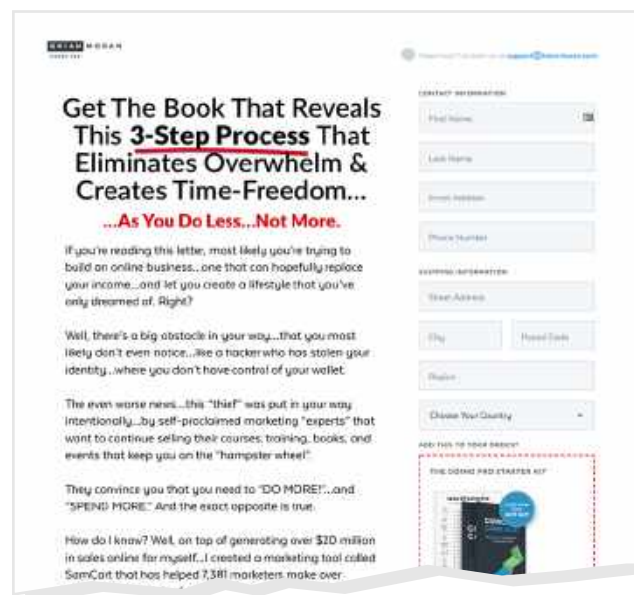 BRIAN MORAN
Get The Book That Reveals
This 3-Step Process That
Eliminates Overwhelm &
Creates Time-Freedom...
...As You Do Less...Not More.
If you're reading this letter, most likely you're trying to
build an online business...one that can hopefully replace
your income...and let you create a lifestyle that you've
only dreamed of. Right?
Well, there's a big obstacle in your way...that you most
likely don't even notice...like a hacker who has stolen your
identity...where you don't have control of your wallet.
The even worse news...this "thief" was put in your way
intentionally...by self-proclaimed marketing "experts" that
want to continue selling their courses, training, books, and
events that keep you on the "hampster wheel".
They convince you that you need to "DO MORE!"...and
"SPEND MORE." And the exact opposite is true.
How do I know? Well, on top of generating over $20 million
in sales online for myself...I created a marketing tool called
SamCart that has helped 7,381 marketers make over
CONTACT INFORMATION
First Name
Last Name
Email Address
Phone Number
SHIPPING INFORMATION
Street Address
City
Postal Code
Region
Choose Your Country
ADD THIS TO YOUR ORDER?
THE DOING PRO STARTER KIT